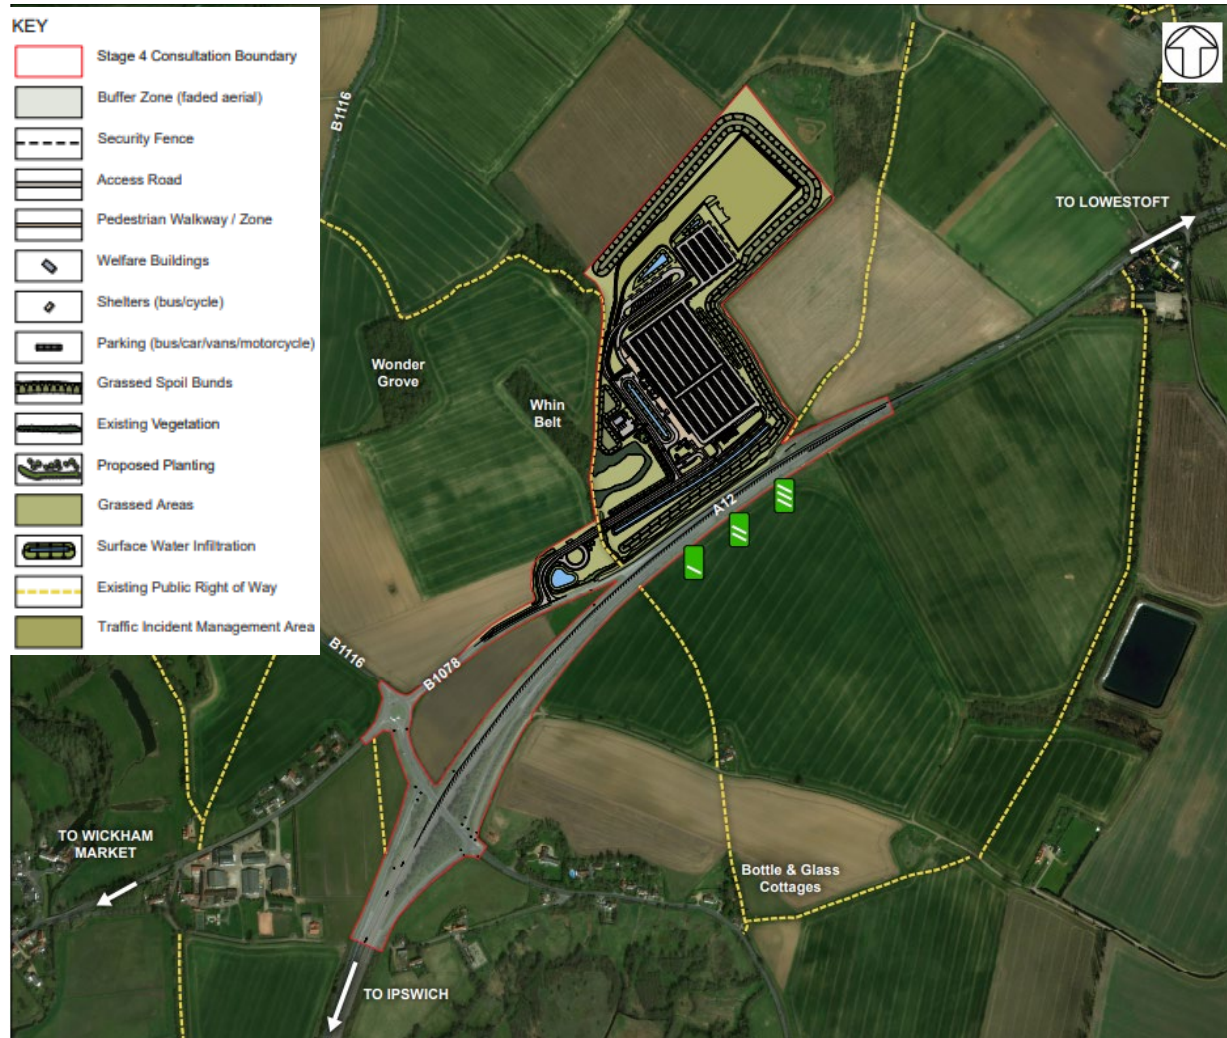 KEY
Stage 4 Consultation Boundary
Buffer Zone (faded aerial)
Security Fence
Access Road
Pedestrian Walkway / Zone
Welfare Buildings
Shelters (bus/cycle)
Parking (bus/car/vans/motorcycle)
Grassed Spoil Bunds
Existing Vegetation
Proposed Planting
Grassed Areas
Surface Water Infiltration
Existing Public Right of Way
Traffic Incident Management Area
B1116
TO LOWESTOFT
Wonder
Grove
Whin
Belt
A12
B1116
B1078
TO WICKHAM
MARKET
Bottle & Glass
Cottages
TO IPSWICH